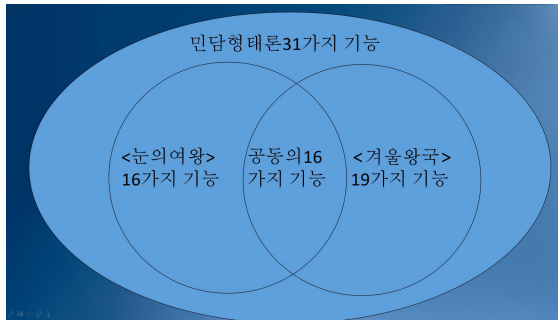 민담형태론31가지 기능
<눈의여왕>
16가지 기능
공동의16
가지 기능
<겨울왕국>
19가지 기능